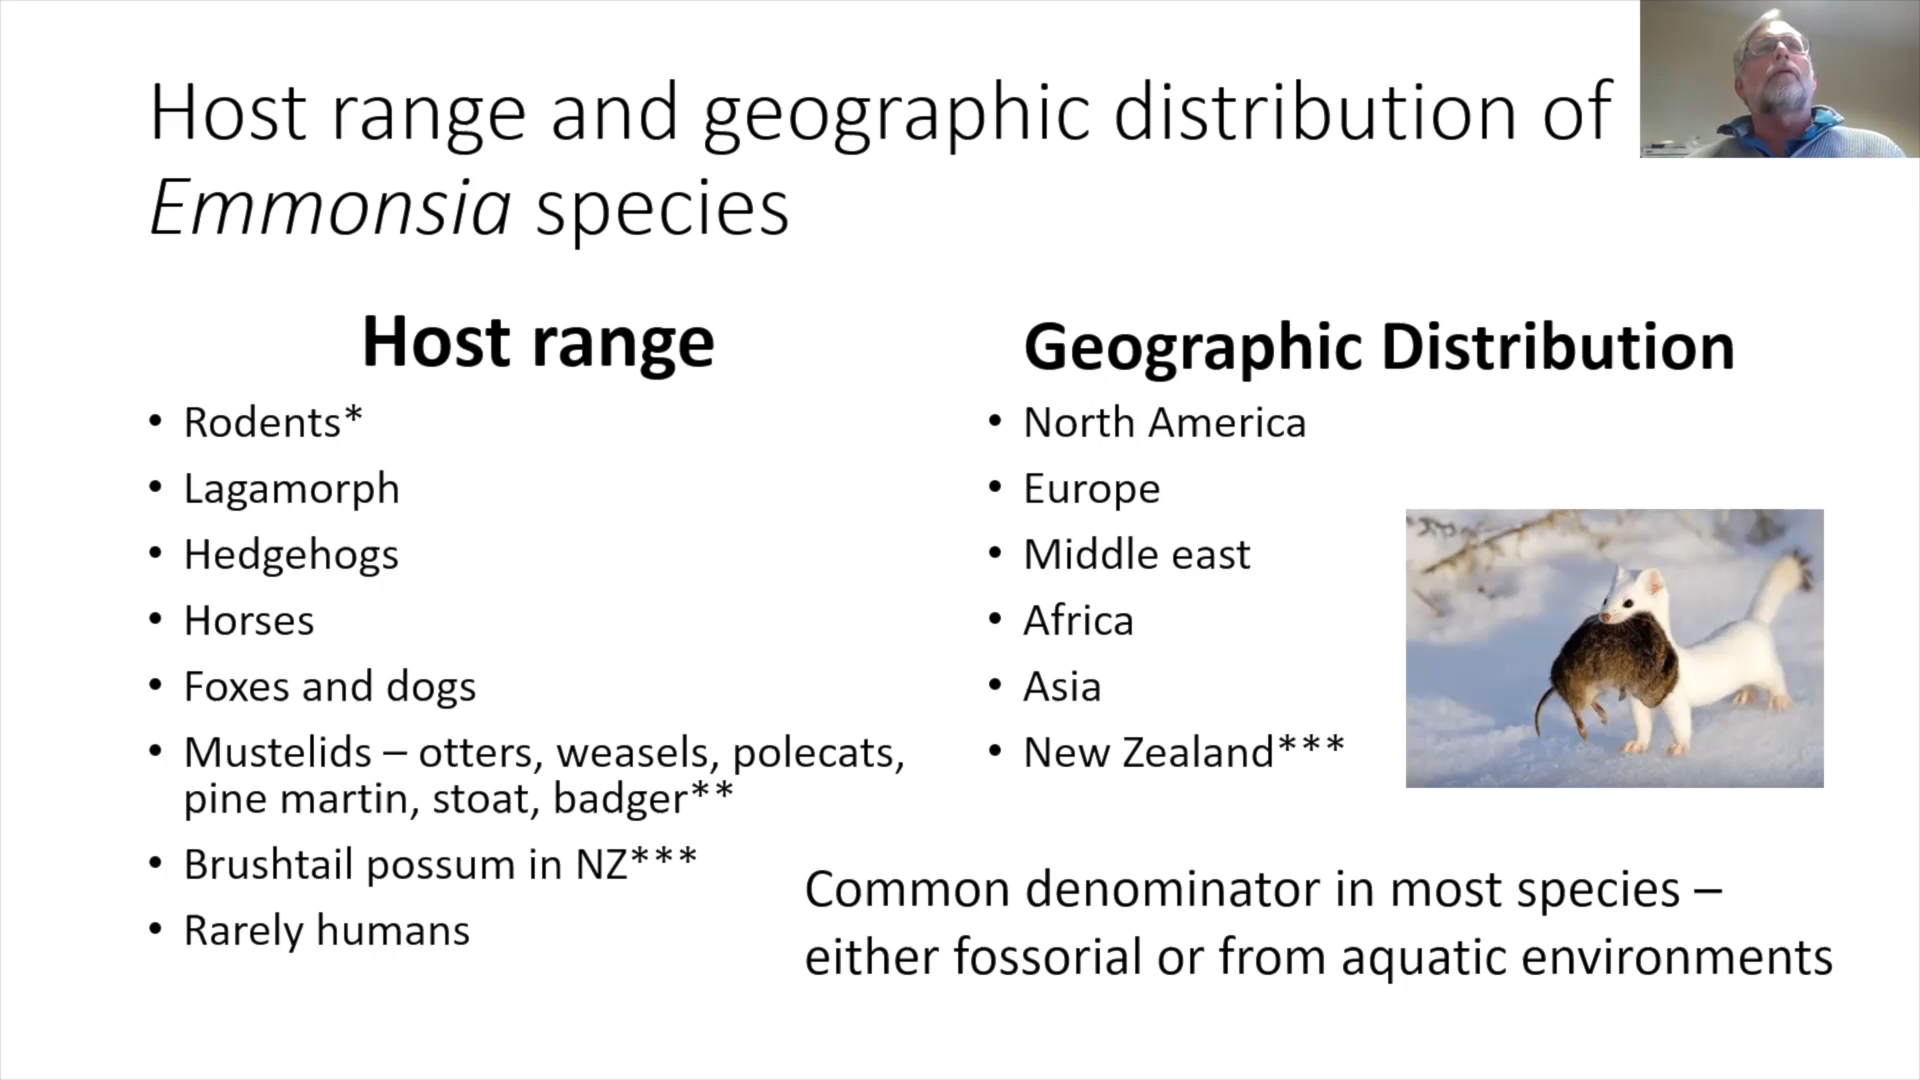 Host range and geographic distribution of
Emmonsia species
Host range
• Rodents*
• Lagamorph
• Hedgehogs
• Horses
• Foxes and dogs
• Mustelids – otters, weasels, polecats,
pine martin, stoat, badger**
• Brushtail possum in NZ***
• Rarely humans
Geographic Distribution
• North America
• Europe
• Middle east
• Africa
• Asia
• New Zealand***
Common denominator in most species –
either fossorial or from aquatic environments